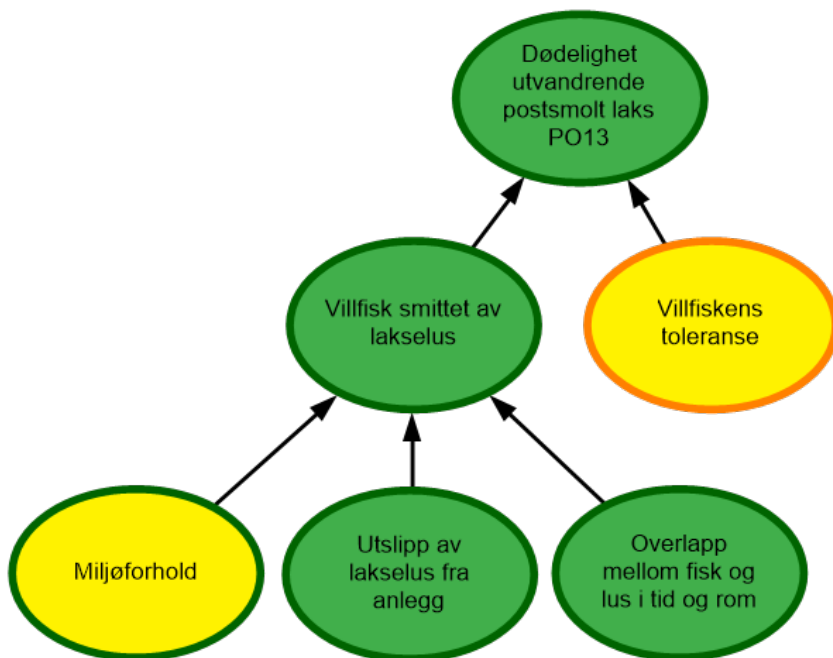 Dødelighet
utvandrende
postsmolt laks
PO13
Villfisk smittet av
lakselus
Villfiskens
toleranse
Miljøforhold
Utslipp av
lakselus fra
anlegg
Overlapp
mellom fisk og
lus i tid og rom